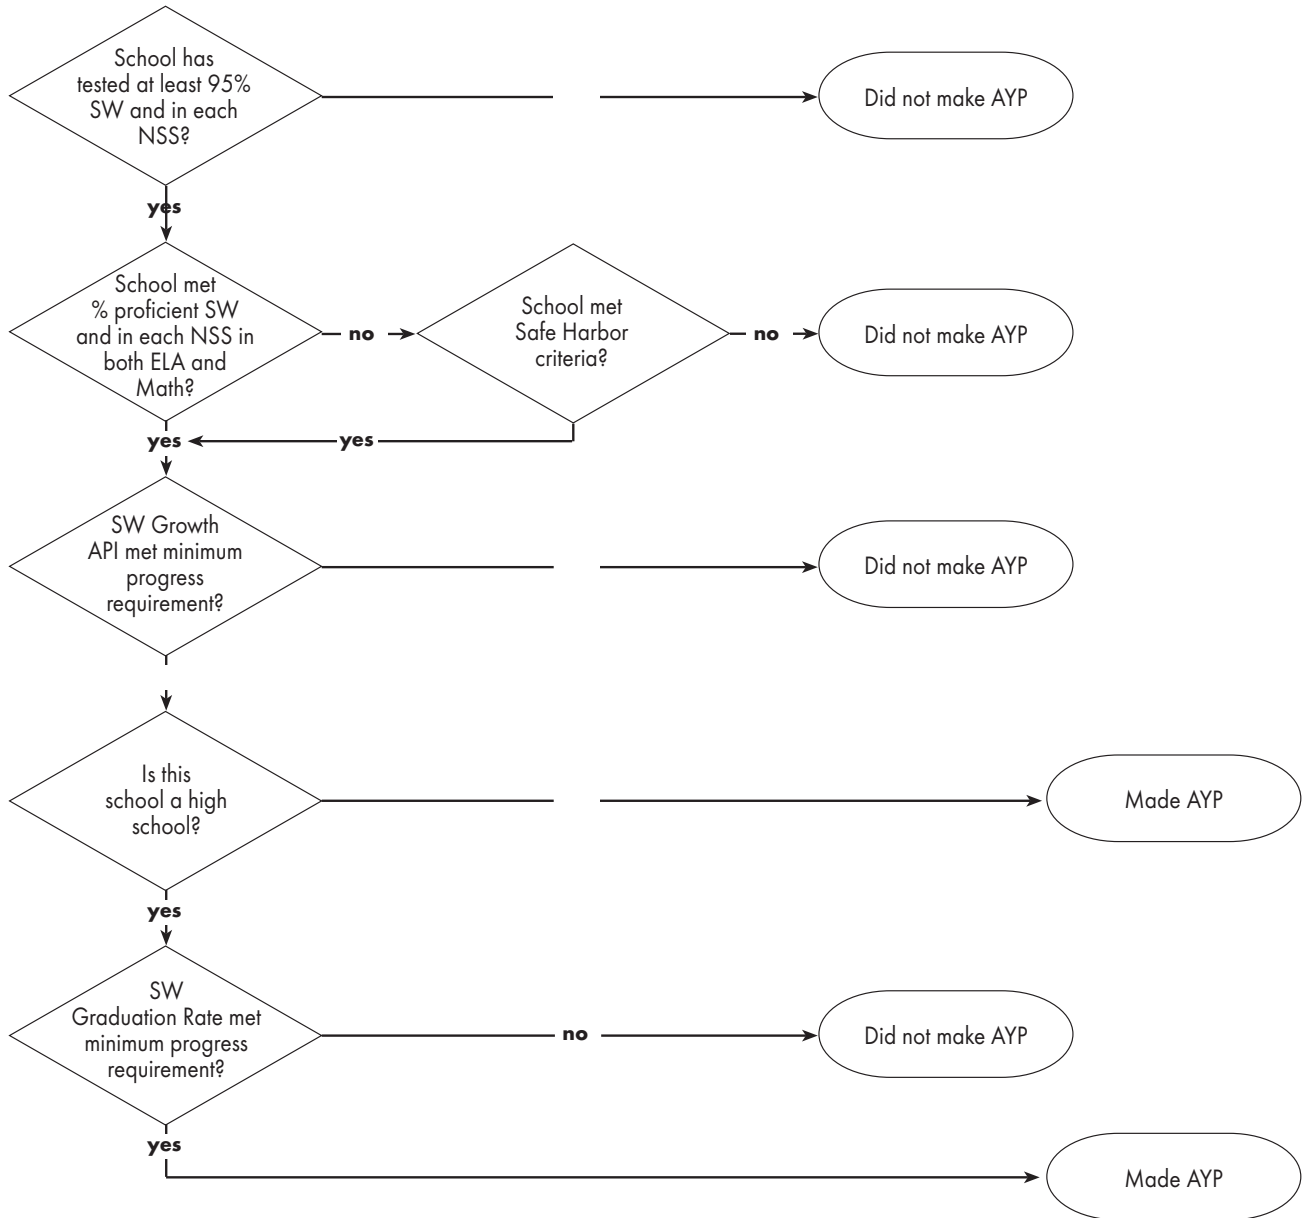 School has
tested at least 95%
SW and in each
NSS?
Did not make AYP
yes
School met
% proficient SW
and in each NSS in
both ELA and
Math?
no
School met
Safe Harbor
criteria?
no
Did not make AYP
yes
yes
SW Growth
API met minimum
progress
requirement?
Did not make AYP
Is this
school a high
school?
Made AYP
yes
SW
Graduation Rate met
minimum progress
requirement?
no
Did not make AYP
yes
Made AYP